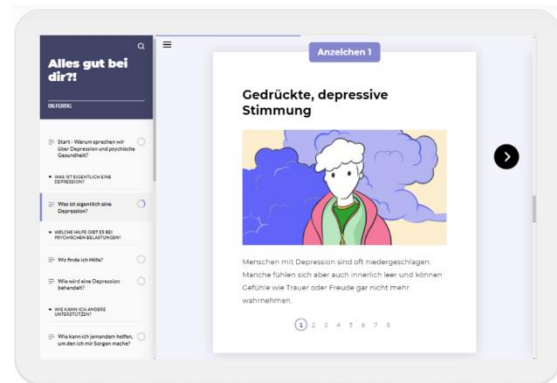 Alles gut bei
dir?!
Start - Warum sprechen wir
über Depression und psychische
Gesundheit?
WAS IST EIGENTLICH EINE
DEPRESSION?
Was ist eigentlich eine
Depression?
WELCHE HILFE GIBT ES BEI
PSYCHISCHEN BELASTUNGEN?
Wo finde ich Hilfe?
Wie wird eine Depression
behandelt?
WIE KANN ICH ANDERE
UNTERSTÜTZEN?
Wie kann ich jemandem helfen,
um den ich mir Sorgen mache?
Anzeichen 1
Gedrückte, depressive
Stimmung
Menschen mit Depression sind oft niedergeschlagen.
Manche fühlen sich aber auch innerlich leer und können
Gefühle wie Trauer oder Freude gar nicht mehr
wahrnehmen.
1 2 3 4 5 6 7 8